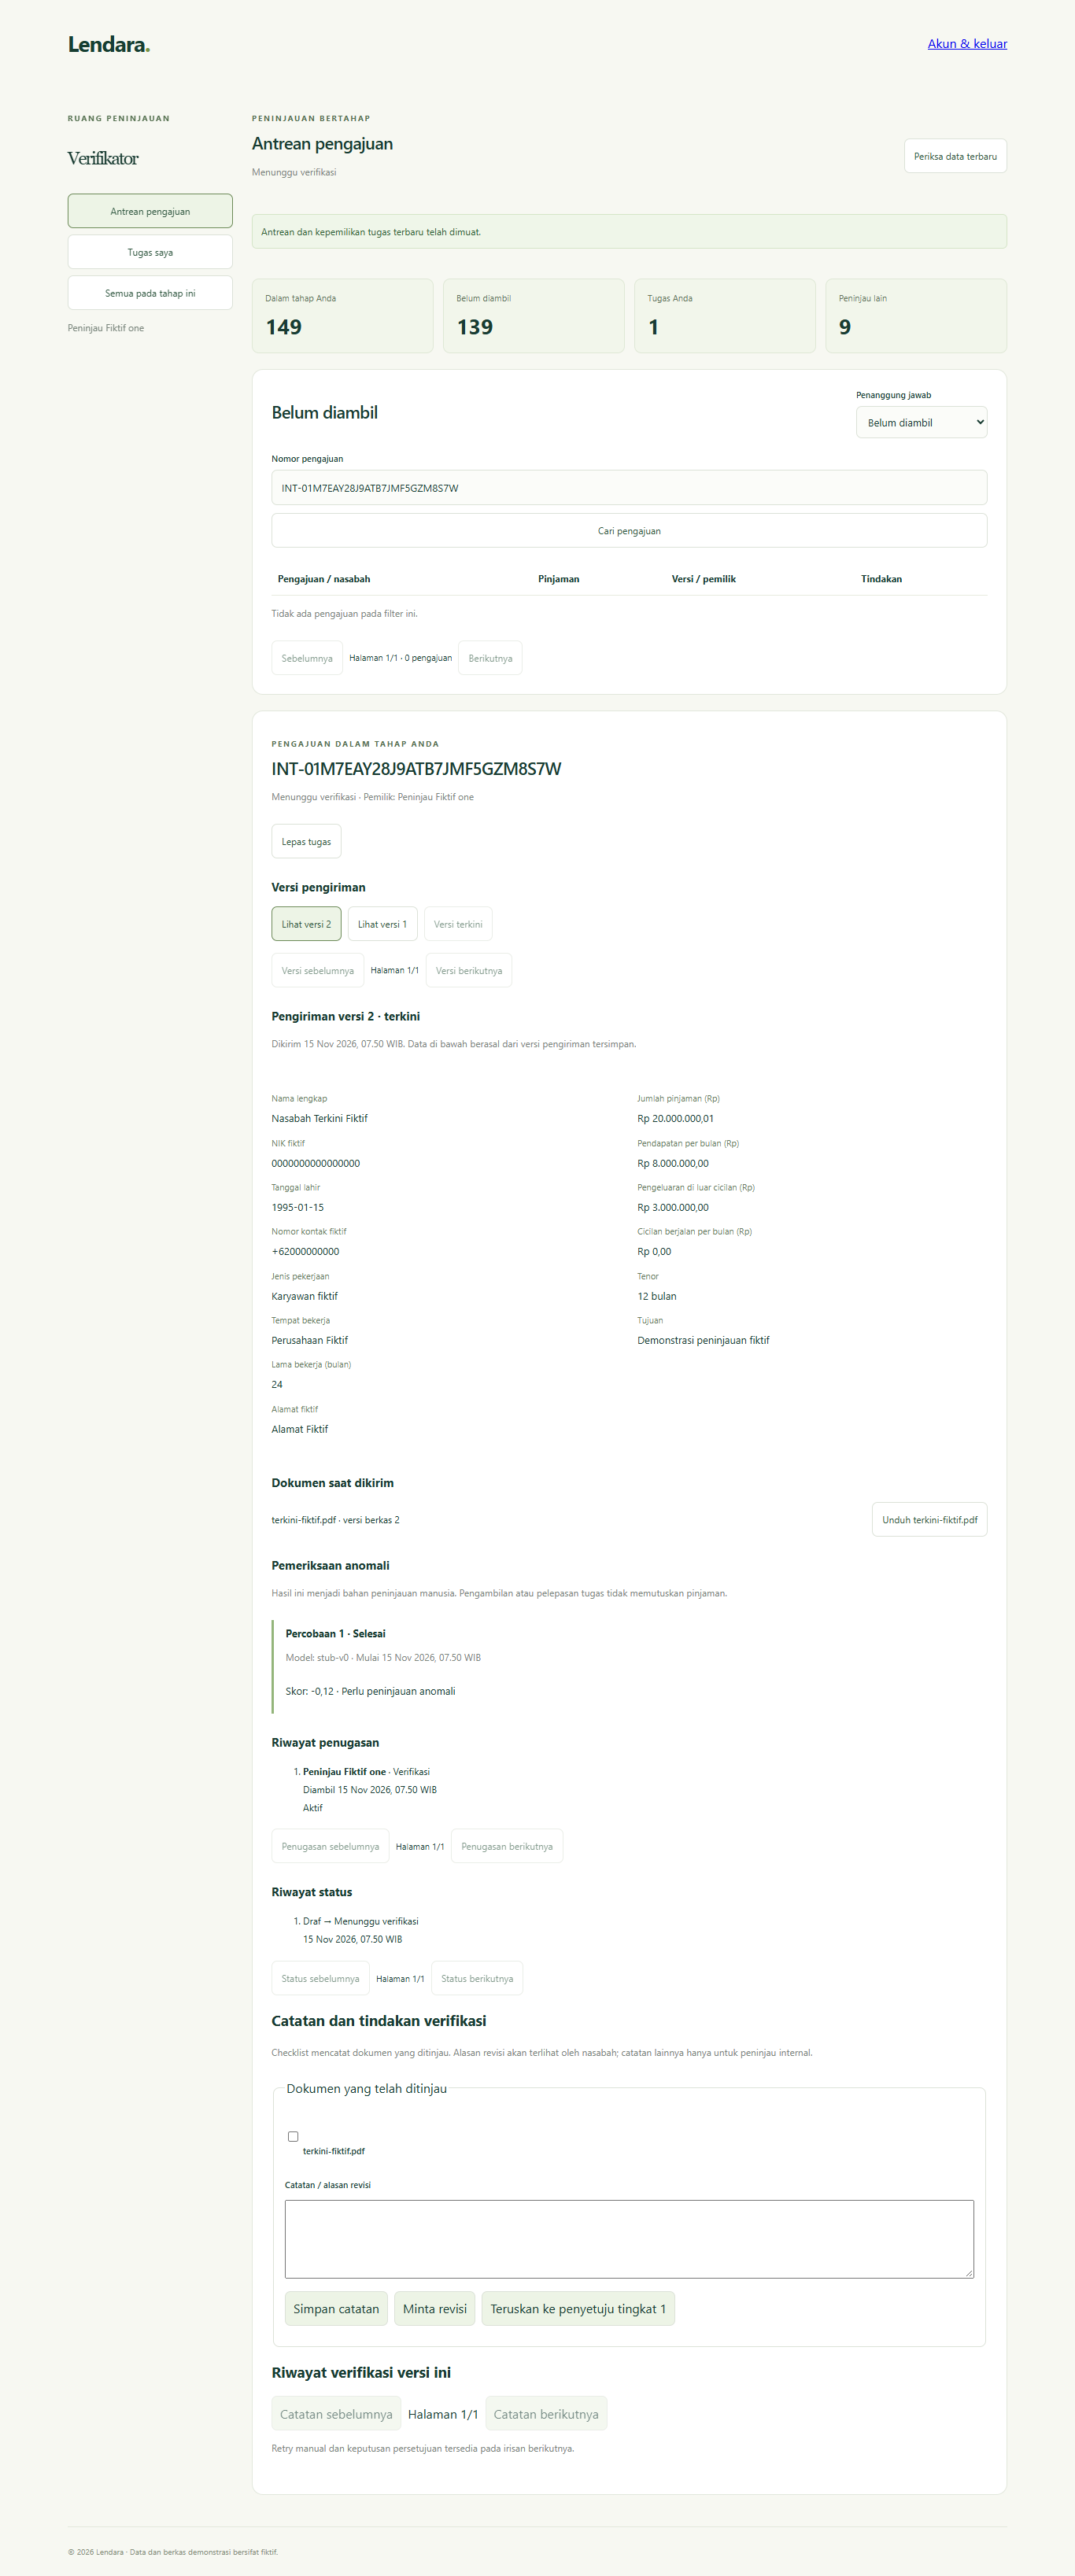 Lendara.
Akun & keluar
RUANG PENINJAUAN
Verifikator
Antrean pengajuan
Tugas saya
Semua pada tahap ini
Peninjau Fiktif one
PENINJAUAN BERTAHAP
Antrean pengajuan
Menunggu verifikasi
Periksa data terbaru
Antrean dan kepemilikan tugas terbaru telah dimuat.
Dalam tahap Anda
149
Belum diambil
139
Tugas Anda
1
Peninjau lain
9
Belum diambil
Penanggung jawab
Belum diambil
Nomor pengajuan
INT-01M7EAY28J9ATB7JMF5GZM8S7W
Cari pengajuan
Pengajuan / nasabah Pinjaman Versi / pemilik Tindakan
Tidak ada pengajuan pada filter ini.
Sebelumnya Halaman 1/1 · 0 pengajuan Berikutnya
PENGAJUAN DALAM TAHAP ANDA
INT-01M7EAY28J9ATB7JMF5GZM8S7W
Menunggu verifikasi · Pemilik: Peninjau Fiktif one
Lepas tugas
Versi pengiriman
Lihat versi 2 Lihat versi 1 Versi terkini
Versi sebelumnya Halaman 1/1 Versi berikutnya
Pengiriman versi 2 · terkini
Dikirim 15 Nov 2026, 07.50 WIB. Data di bawah berasal dari versi pengiriman tersimpan.
Nama lengkap
Nasabah Terkini Fiktif
NIK fiktif
0000000000000000
Tanggal lahir
1995-01-15
Nomor kontak fiktif
+62000000000
Jenis pekerjaan
Karyawan fiktif
Tempat bekerja
Perusahaan Fiktif
Lama bekerja (bulan)
24
Alamat fiktif
Alamat Fiktif
Jumlah pinjaman (Rp)
Rp 20.000.000,01
Pendapatan per bulan (Rp)
Rp 8.000.000,00
Pengeluaran di luar cicilan (Rp)
Rp 3.000.000,00
Cicilan berjalan per bulan (Rp)
Rp 0,00
Tenor
12 bulan
Tujuan
Demonstrasi peninjauan fiktif
Dokumen saat dikirim
terkini-fiktif.pdf · versi berkas 2
Unduh terkini-fiktif.pdf
Pemeriksaan anomali
Hasil ini menjadi bahan peninjauan manusia. Pengambilan atau pelepasan tugas tidak memutuskan pinjaman.
Percobaan 1 · Selesai
Model: stub-v0 · Mulai 15 Nov 2026, 07.50 WIB
Skor: -0,12 · Perlu peninjauan anomali
Riwayat penugasan
1. Peninjau Fiktif one · Verifikasi
Diambil 15 Nov 2026, 07.50 WIB
Aktif
Penugasan sebelumnya Halaman 1/1 Penugasan berikutnya
Riwayat status
1. Draf → Menunggu verifikasi
15 Nov 2026, 07.50 WIB
Status sebelumnya Halaman 1/1 Status berikutnya
Catatan dan tindakan verifikasi
Checklist mencatat dokumen yang ditinjau. Alasan revisi akan terlihat oleh nasabah; catatan lainnya hanya untuk peninjau internal.
Dokumen yang telah ditinjau
terkini-fiktif.pdf
Catatan / alasan revisi
Simpan catatan Minta revisi Teruskan ke penyetuju tingkat 1
Riwayat verifikasi versi ini
Catatan sebelumnya Halaman 1/1 Catatan berikutnya
Retry manual dan keputusan persetujuan tersedia pada irisan berikutnya.
© 2026 Lendara · Data dan berkas demonstrasi bersifat fiktif.